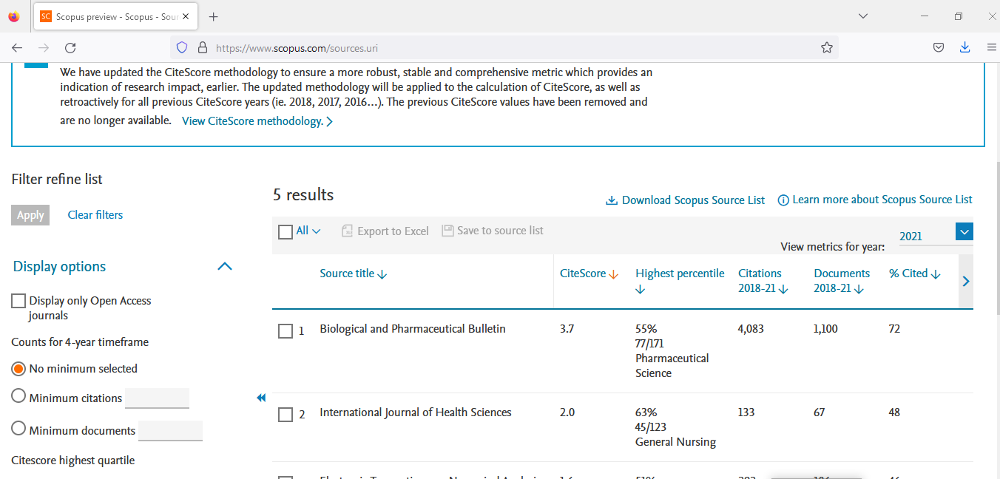 SC Scopus preview - Scopus - Sour
https://www.scopus.com/sources.uri
We have updated the CiteScore methodology to ensure a more robust, stable and comprehensive metric which provides an
indication of research impact, earlier. The updated methodology will be applied to the calculation of CiteScore, as well as
retroactively for all previous CiteScore years (ie. 2018, 2017, 2016...). The previous CiteScore values have been removed and
are no longer available. View CiteScore methodology.
Filter refine list
Apply Clear filters
Display options
Display only Open Access
journals
Counts for 4-year timeframe
No minimum selected
Minimum citations
Minimum documents
Citescore highest quartile
5 results
Download Scopus Source List Learn more about Scopus Source List
All Export to Excel Save to source list
View metrics for year: 2021
Source title CiteScore Highest percentile Citations 2018-21 Documents 2018-21 % Cited
1 Biological and Pharmaceutical Bulletin 3.7 55% 4,083 1,100 72
77/171
Pharmaceutical
Science
2 International Journal of Health Sciences 2.0 63% 133 67 48
45/123
General Nursing